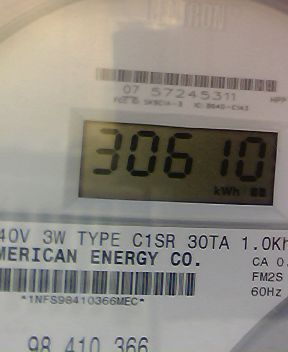 07 57245311
30610
kWh
40V 3W TYPE C1SR 30TA 1.0Kh
MERICAN ENERGY CO.
CA 0.
FM2S
60Hz
*1NFS98410366MEC*
98 410 366